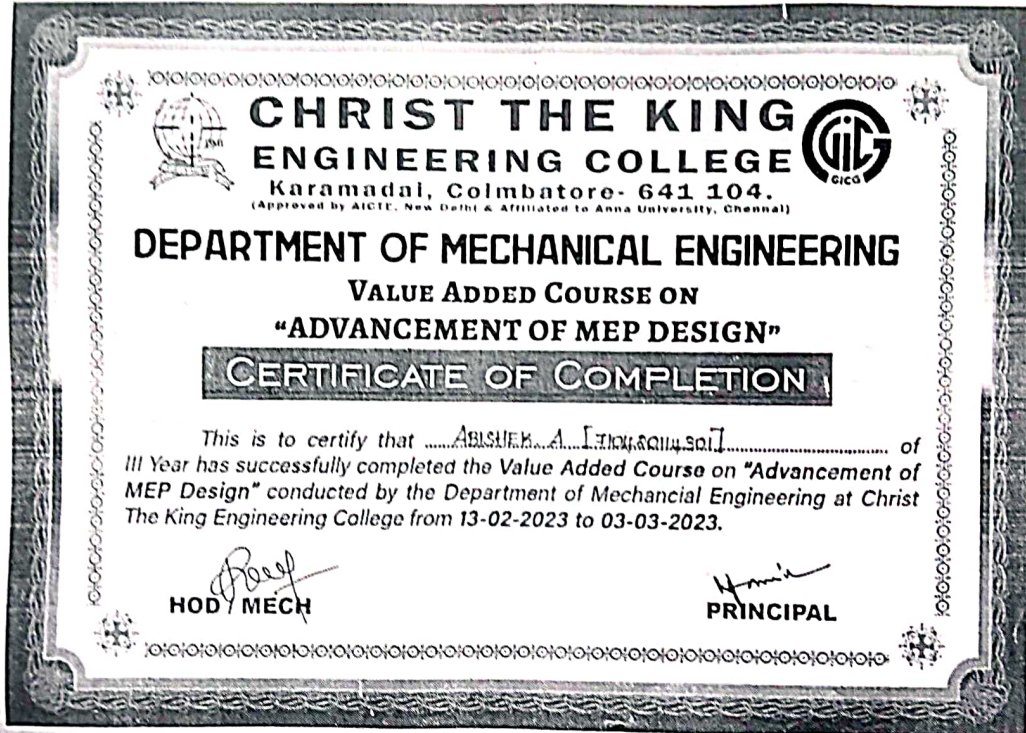 CHRIST THE KING
ENGINEERING COLLEGE
GICG
Karamadai, Coimbatore- 641 104.
(Approved by AICTE, New Delhi & Affiliated to Anna University, Chennai)
DEPARTMENT OF MECHANICAL ENGINEERING
VALUE ADDED COURSE ON
“ADVANCEMENT OF MEP DESIGN”
CERTIFICATE OF COMPLETION
This is to certify that ABISHEK. A of
III Year has successfully completed the Value Added Course on "Advancement of
MEP Design" conducted by the Department of Mechancial Engineering at Christ
The King Engineering College from 13-02-2023 to 03-03-2023.
HOD / MECH
PRINCIPAL